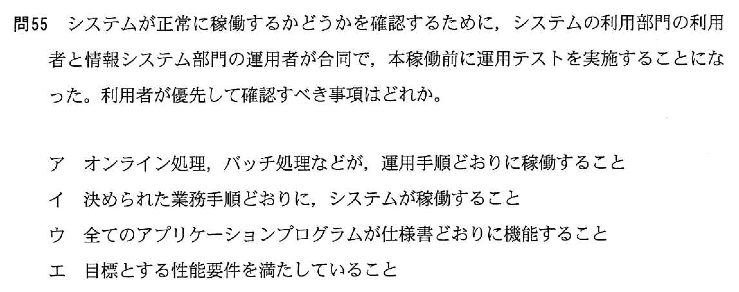 問55 システムが正常に稼働するかどうかを確認するために，システムの利用部門の利用
者と情報システム部門の運用者が合同で，本稼働前に運用テストを実施することにな
った。利用者が優先して確認すべき事項はどれか。
ア オンライン処理，バッチ処理などが，運用手順どおりに稼働すること
イ 決められた業務手順どおりに，システムが稼働すること
ウ 全てのアプリケーションプログラムが仕様書どおりに機能すること
エ 目標とする性能要件を満たしていること